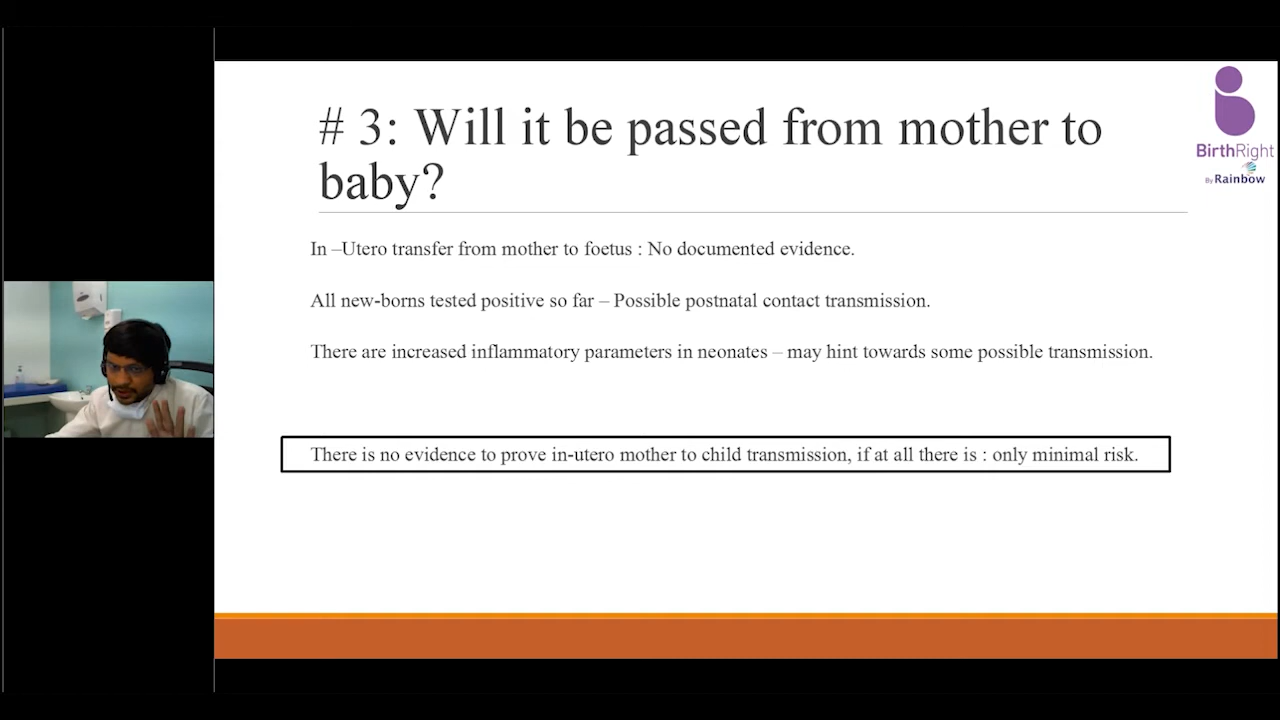 # 3: Will it be passed from mother to
baby?
BirthRight
By Rainbow
In –Utero transfer from mother to foetus : No documented evidence.
All new-borns tested positive so far – Possible postnatal contact transmission.
There are increased inflammatory parameters in neonates – may hint towards some possible transmission.
There is no evidence to prove in-utero mother to child transmission, if at all there is : only minimal risk.